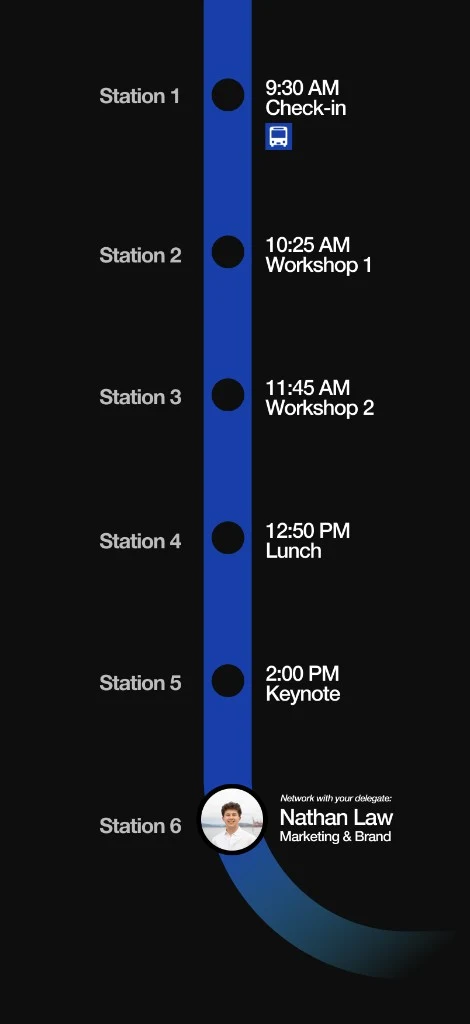 Station 1
9:30 AM
Check-in
Station 2
10:25 AM
Workshop 1
Station 3
11:45 AM
Workshop 2
Station 4
12:50 PM
Lunch
Station 5
2:00 PM
Keynote
Station 6
Network with your delegate:
Nathan Law
Marketing & Brand